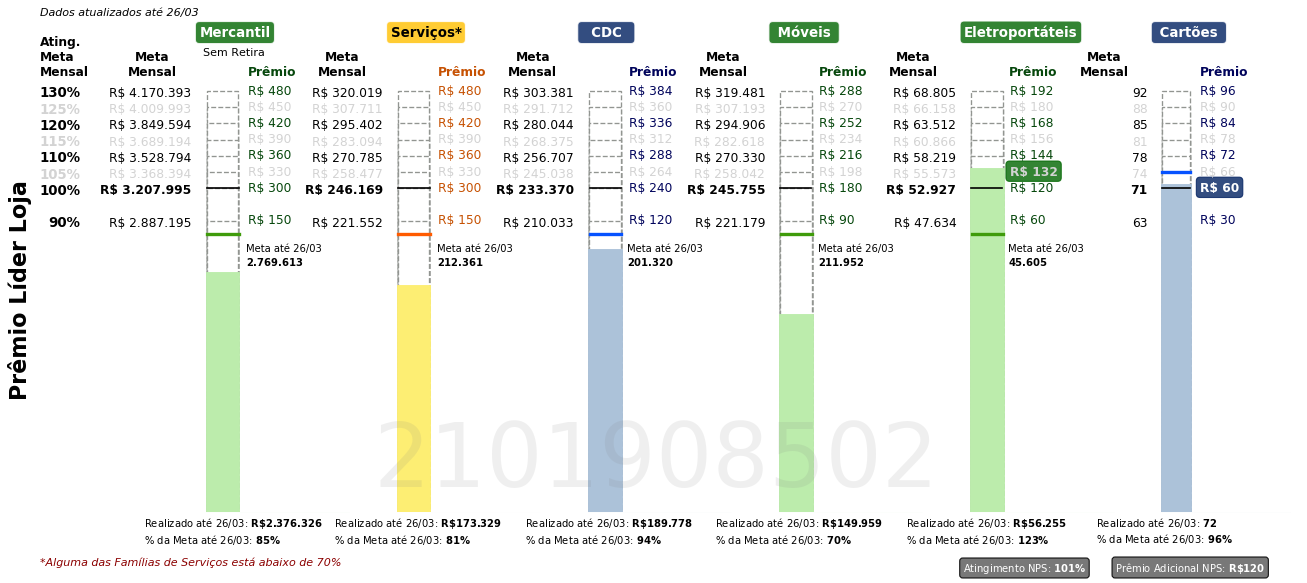 Dados atualizados até 26/03
Mercantil Serviços* CDC Móveis Eletroportáteis Cartões
Sem Retira
Ating. Meta Mensal Meta Mensal Prêmio Meta Mensal Prêmio Meta Mensal Prêmio Meta Mensal Prêmio Meta Mensal Prêmio Meta Mensal Prêmio
130% R$ 4.170.393 R$ 480 R$ 320.019 R$ 480 R$ 303.381 R$ 384 R$ 319.481 R$ 288 R$ 68.805 R$ 192 92 R$ 96
125% R$ 4.009.993 R$ 450 R$ 307.711 R$ 450 R$ 291.712 R$ 360 R$ 307.193 R$ 270 R$ 66.158 R$ 180 88 R$ 90
120% R$ 3.849.594 R$ 420 R$ 295.402 R$ 420 R$ 280.044 R$ 336 R$ 294.906 R$ 252 R$ 63.512 R$ 168 85 R$ 84
115% R$ 3.689.194 R$ 390 R$ 283.094 R$ 390 R$ 268.375 R$ 312 R$ 282.618 R$ 234 R$ 60.866 R$ 156 81 R$ 78
110% R$ 3.528.794 R$ 360 R$ 270.785 R$ 360 R$ 256.707 R$ 288 R$ 270.330 R$ 216 R$ 58.219 R$ 144 78 R$ 72
105% R$ 3.368.394 R$ 330 R$ 258.477 R$ 330 R$ 245.038 R$ 264 R$ 258.042 R$ 198 R$ 55.573 R$ 132 74 R$ 66
100% R$ 3.207.995 R$ 300 R$ 246.169 R$ 300 R$ 233.370 R$ 240 R$ 245.755 R$ 180 R$ 52.927 R$ 120 71 R$ 60
90% R$ 2.887.195 R$ 150 R$ 221.552 R$ 150 R$ 210.033 R$ 120 R$ 221.179 R$ 90 R$ 47.634 R$ 60 63 R$ 30
Meta até 26/03 Meta até 26/03 Meta até 26/03 Meta até 26/03 Meta até 26/03
2.769.613 212.361 201.320 211.952 45.605
Prêmio Líder Loja
2101908502
Realizado até 26/03: R$2.376.326 Realizado até 26/03: R$173.329 Realizado até 26/03: R$189.778 Realizado até 26/03: R$149.959 Realizado até 26/03: R$56.255 Realizado até 26/03: 72
% da Meta até 26/03: 85% % da Meta até 26/03: 81% % da Meta até 26/03: 94% % da Meta até 26/03: 70% % da Meta até 26/03: 123% % da Meta até 26/03: 96%
*Alguma das Famílias de Serviços está abaixo de 70% Atingimento NPS: 101% Prêmio Adicional NPS: R$120